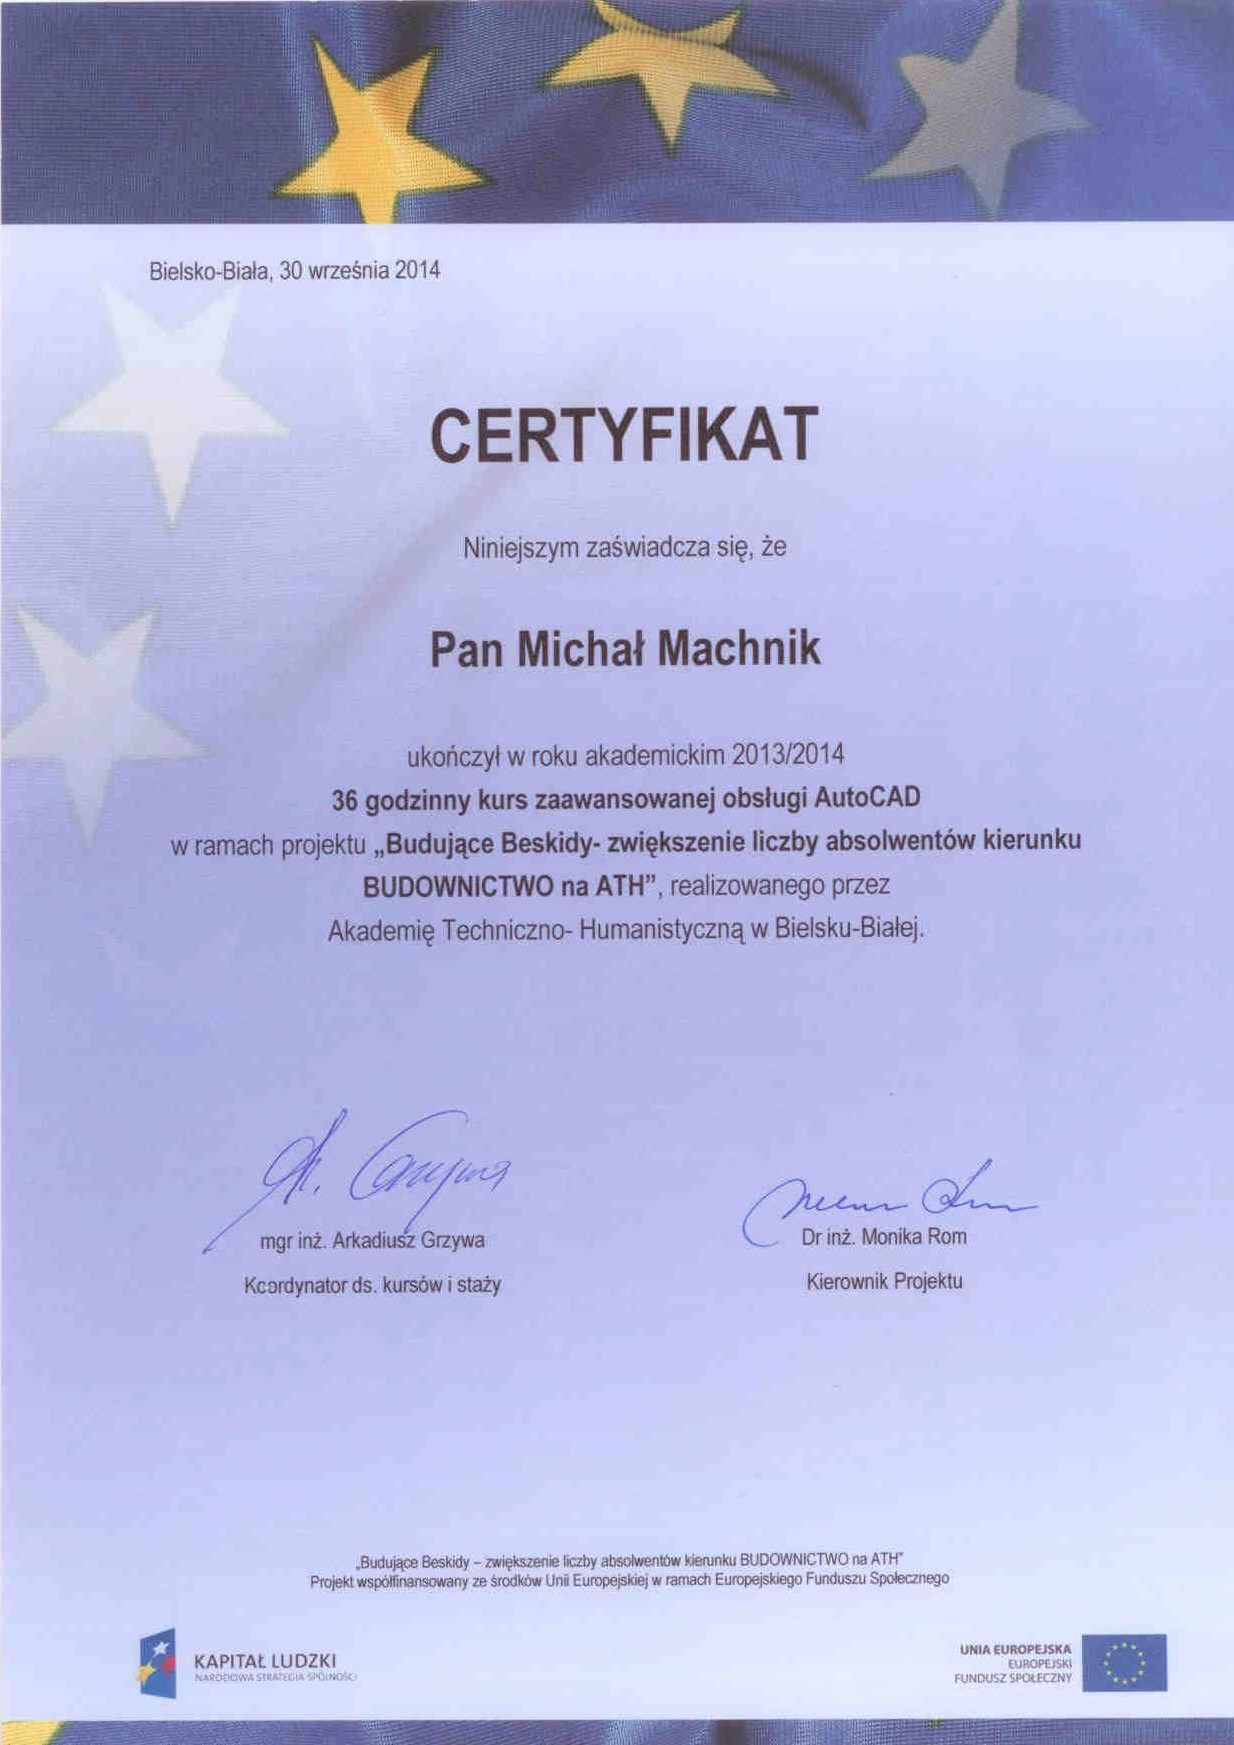 Bielsko-Biała, 30 września 2014
CERTYFIKAT
Niniejszym zaświadcza się, że
Pan Michał Machnik
ukończył w roku akademickim 2013/2014
36 godzinny kurs zaawansowanej obsługi AutoCAD
w ramach projektu „Budujące Beskidy- zwiększenie liczby absolwentów kierunku
BUDOWNICTWO na ATH”, realizowanego przez
Akademię Techniczno- Humanistyczną w Bielsku-Białej.
mgr inż. Arkadiusz Grzywa
Koordynator ds. kursów i staży
Dr inż. Monika Rom
Kierownik Projektu
„Budujące Beskidy – zwiększenie liczby absolwentów kierunku BUDOWNICTWO na ATH”
Projekt współfinansowany ze środków Unii Europejskiej w ramach Europejskiego Funduszu Społecznego
KAPITAŁ LUDZKI
NARODOWA STRATEGIA SPÓJNOŚCI
UNIA EUROPEJSKA
EUROPEJSKI
FUNDUSZ SPOŁECZNY